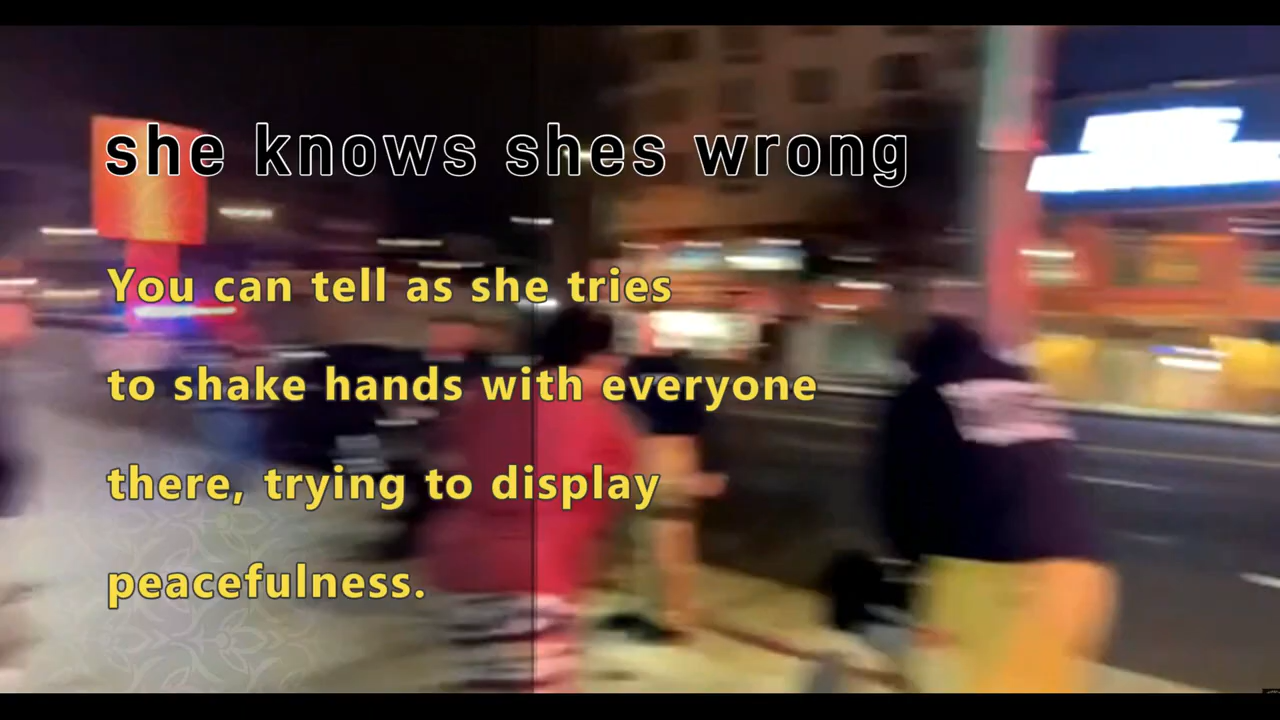 she knows shes wrong
You can tell as she tries
to shake hands with everyone
there, trying to display
peacefulness.